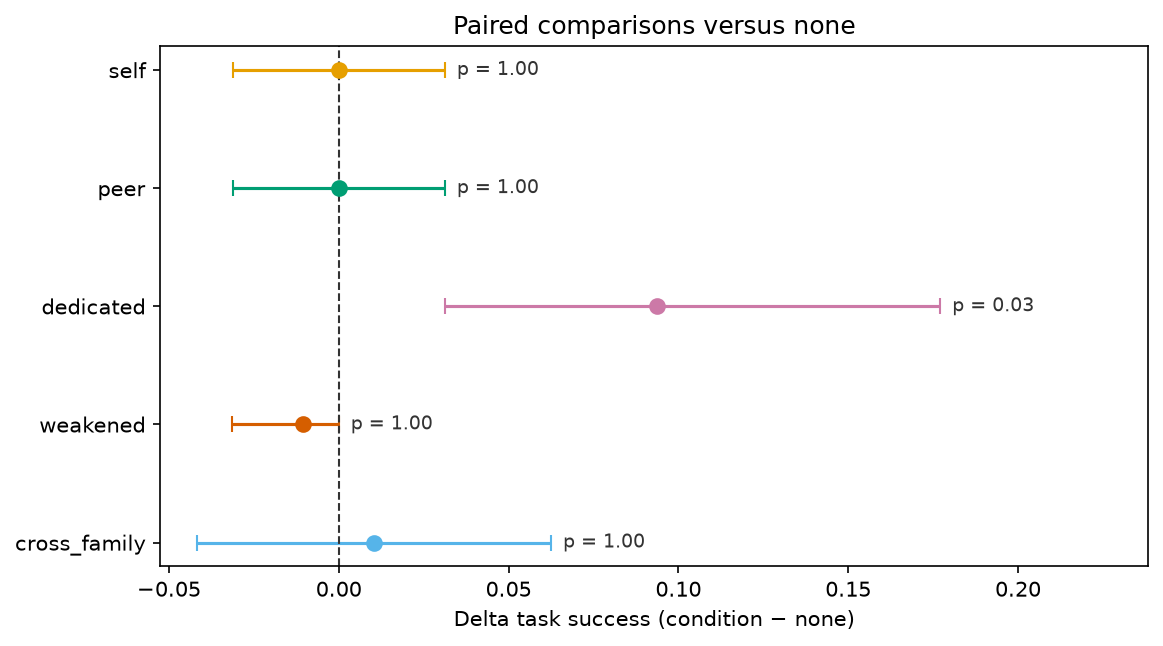 Paired comparisons versus none
self
p = 1.00
peer
p = 1.00
dedicated
p = 0.03
weakened
p = 1.00
cross_family
p = 1.00
−0.05 0.00 0.05 0.10 0.15 0.20
Delta task success (condition − none)